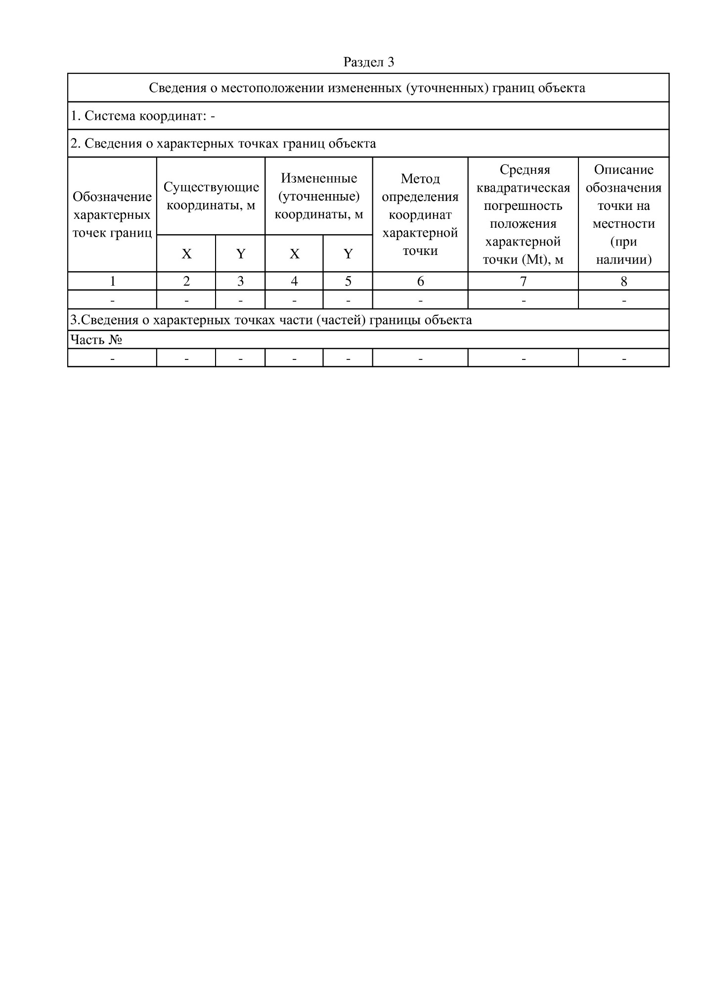 Раздел 3
Сведения о местоположении измененных (уточненных) границ объекта
1. Система координат: -
2. Сведения о характерных точках границ объекта
Обозначение
характерных
точек границ
Существующие
координаты, м
Измененные
(уточненные)
координаты, м
Метод
определения
координат
характерной
точки
Средняя
квадратическая
погрешность
положения
характерной
точки (Mt), м
Описание
обозначения
точки на
местности
(при
наличии)
X Y X Y
1 2 3 4 5 6 7 8
- - - - - - - -
3.Сведения о характерных точках части (частей) границы объекта
Часть №
- - - - - - - -